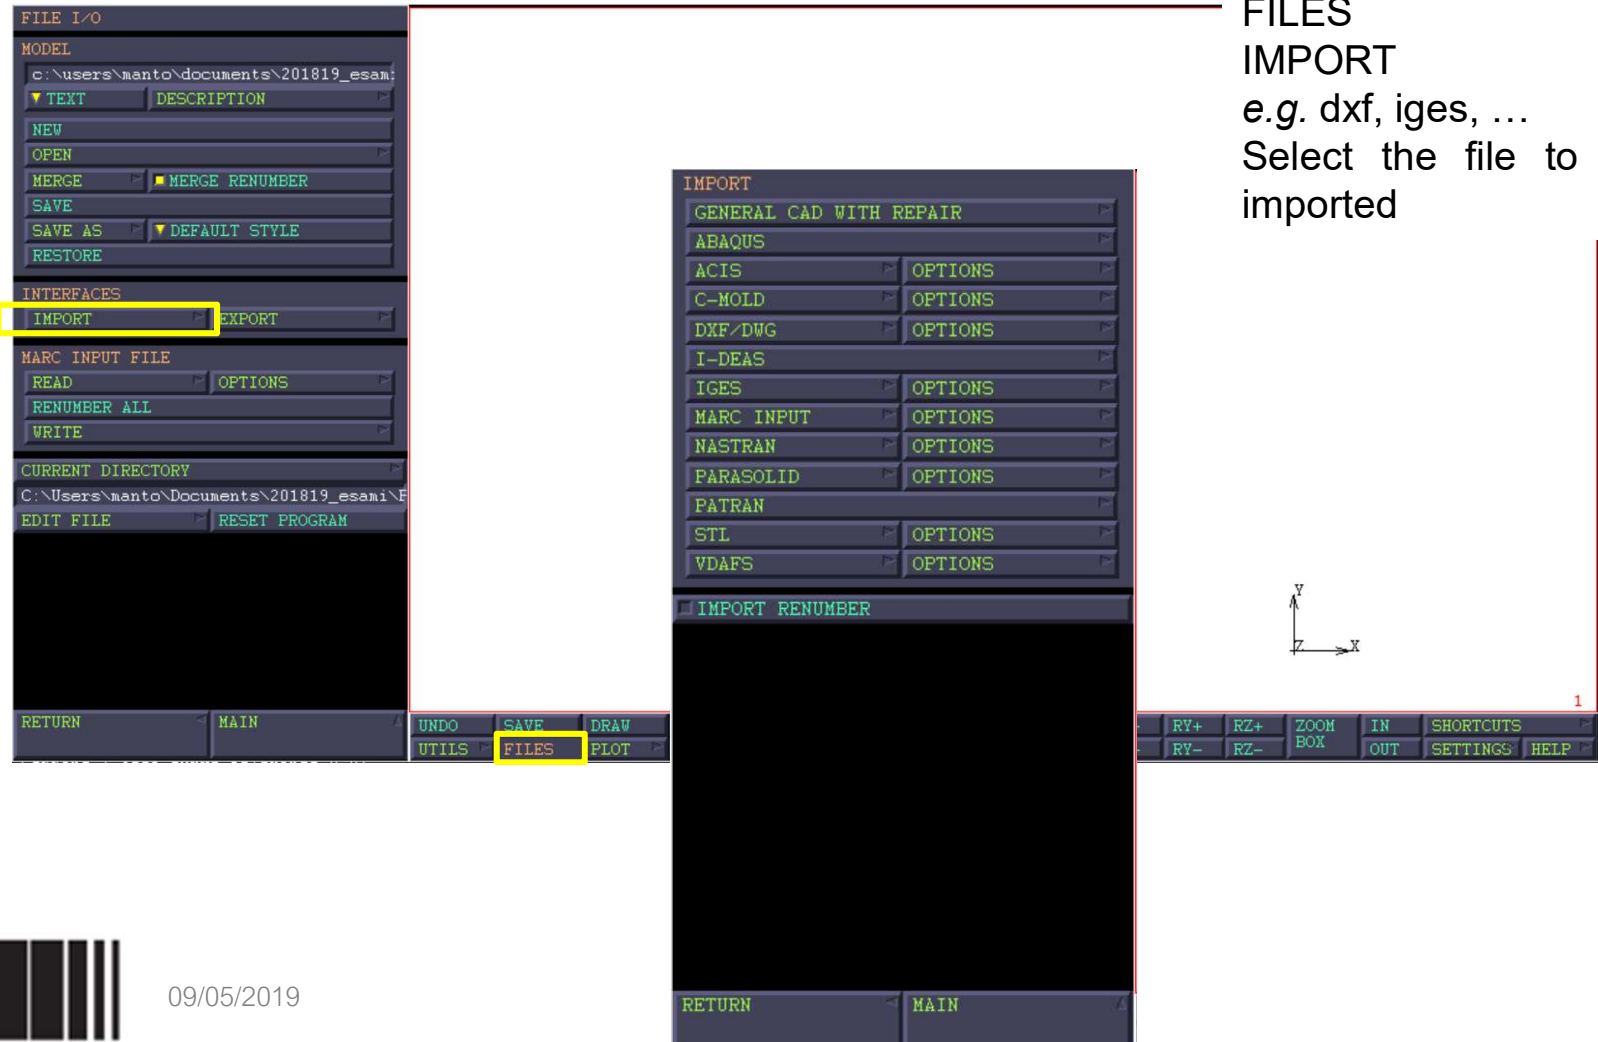 FILE I/O
MODEL
c:\users\manto\documents\201819_esami
TEXT DESCRIPTION
NEW
OPEN
MERGE MERGE RENUMBER
SAVE
SAVE AS DEFAULT STYLE
RESTORE
INTERFACES
IMPORT EXPORT
MARC INPUT FILE
READ OPTIONS
RENUMBER ALL
WRITE
CURRENT DIRECTORY
C:\Users\manto\Documents\201819_esami\F
EDIT FILE RESET PROGRAM
RETURN MAIN
IMPORT
GENERAL CAD WITH REPAIR
ABAQUS
ACIS OPTIONS
C-MOLD OPTIONS
DXF/DWG OPTIONS
I-DEAS
IGES OPTIONS
MARC INPUT OPTIONS
NASTRAN OPTIONS
PARASOLID OPTIONS
PATRAN
STL OPTIONS
VDAFS OPTIONS
IMPORT RENUMBER
RETURN MAIN
FILES
IMPORT
e.g. dxf, iges, …
Select the file to
imported
Y
Z X
1
UNDO SAVE DRAW RY+ RZ+ ZOOM BOX IN SHORTCUTS
UTILS FILES PLOT RY- RZ- OUT SETTINGS HELP
09/05/2019